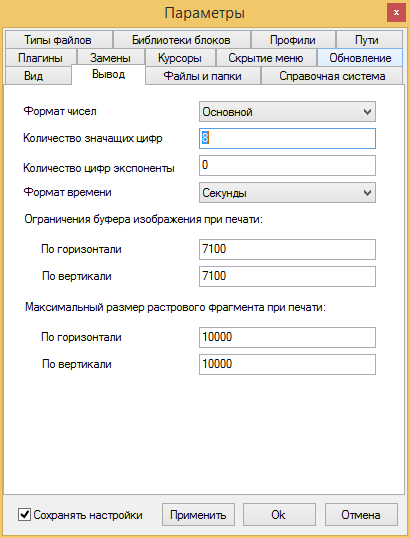 Параметры
x
Типы файлов Библиотеки блоков Профили Пути
Плагины Замены Курсоры Скрытие меню Обновление
Вид Вывод Файлы и папки Справочная система
Формат чисел Основной
Количество значащих цифр 8
Количество цифр экспоненты 0
Формат времени Секунды
Ограничения буфера изображения при печати:
По горизонтали 7100
По вертикали 7100
Максимальный размер растрового фрагмента при печати:
По горизонтали 10000
По вертикали 10000
Сохранять настройки Применить Ok Отмена